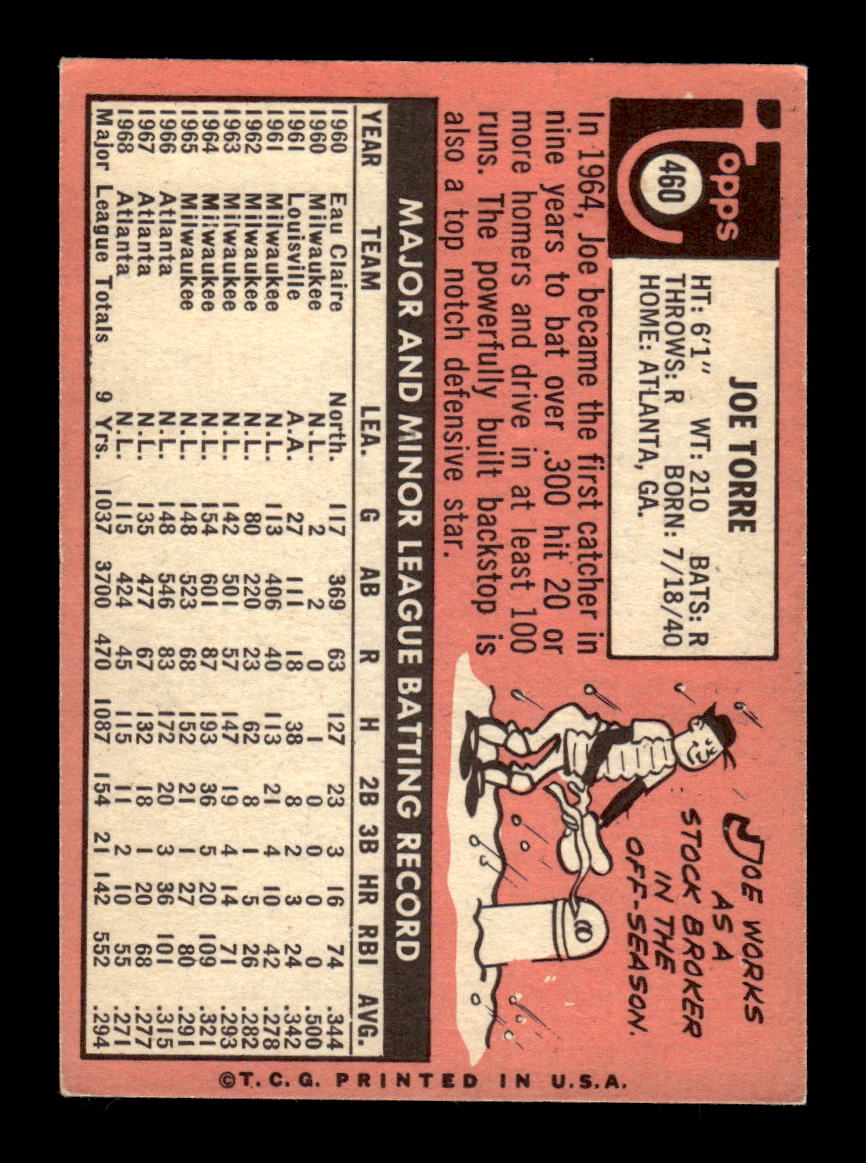 Topps
460
JOE TORRE
HT: 6'1" WT: 210 BATS: R
THROWS: R BORN: 7/18/40
HOME: ATLANTA, GA.
In 1964, Joe became the first catcher in
nine years to bat over .300 hit 20 or
more homers and drive in at least 100
runs. The powerfully built backstop is
also a top notch defensive star.
JOE WORKS
AS A
STOCK BROKER
IN THE
OFF-SEASON.
MAJOR AND MINOR LEAGUE BATTING RECORD
YEAR TEAM LEA. G AB R H 2B 3B HR RBI AVG.
1960 Eau Claire North. 117 369 63 127 23 3 16 74 .344
1960 Milwaukee N.L. 2 2 0 1 0 0 0 0 .500
1961 Louisville A.A. 27 111 18 38 8 2 3 24 .342
1961 Milwaukee N.L. 113 406 40 113 21 4 10 42 .278
1962 Milwaukee N.L. 80 220 23 62 8 1 5 26 .282
1963 Milwaukee N.L. 142 501 57 147 19 4 14 71 .293
1964 Milwaukee N.L. 154 601 87 193 36 5 20 109 .321
1965 Milwaukee N.L. 148 523 68 152 21 1 27 80 .291
1966 Atlanta N.L. 148 546 83 172 20 3 36 101 .315
1967 Atlanta N.L. 135 477 67 132 18 1 20 68 .277
1968 Atlanta N.L. 115 424 45 115 11 2 10 55 .271
Major League Totals 9 Yrs. 1037 3700 470 1087 154 21 142 552 .294
©T.C.G. PRINTED IN U.S.A.